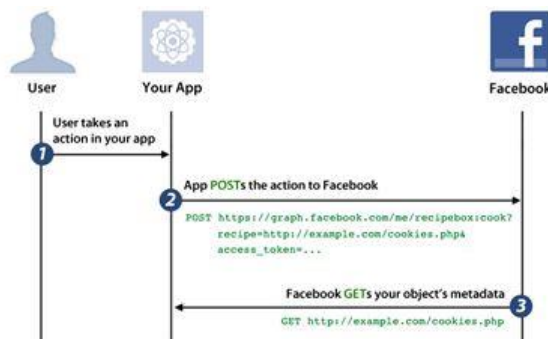 User
Your App
Facebook
User takes an
action in your app
1
App POSTs the action to Facebook
2
POST https://graph.facebook.com/me/recipebox:cook?
recipe=http://example.com/cookies.php&
access_token=...
Facebook GETs your object's metadata
3
GET http://example.com/cookies.php